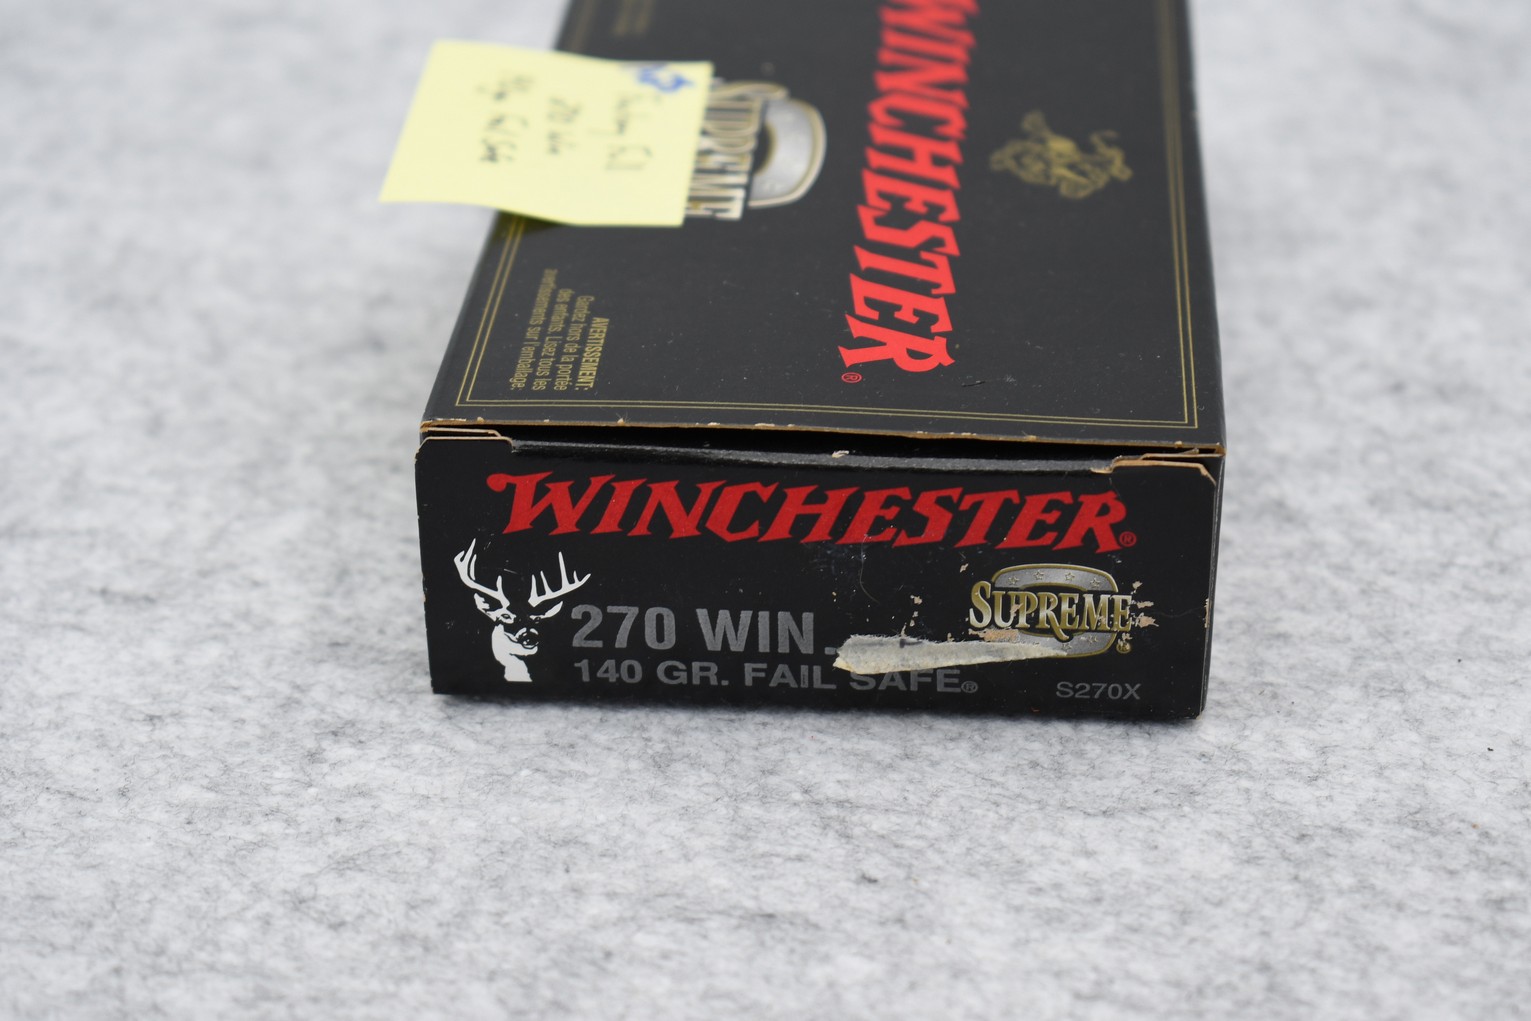 WINCHESTER
SUPREME
AVERTISSEMENT:
Gardez hors de la portée
des enfants. Lisez tous les
avertissements sur l'emballage.
WINCHESTER®
SUPREME®
270 WIN.
140 GR. FAIL SAFE®
S270X